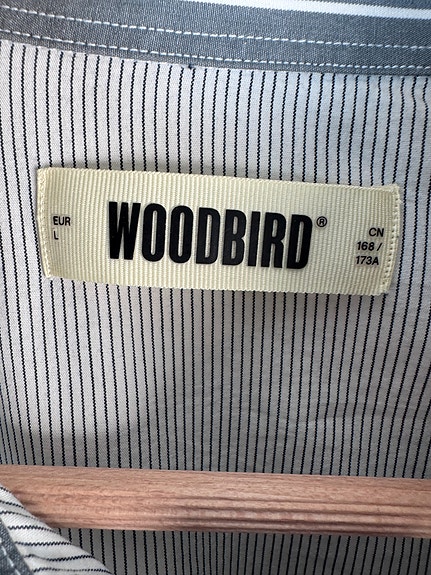 EUR
L
WOODBIRD®
CN
168 /
173A